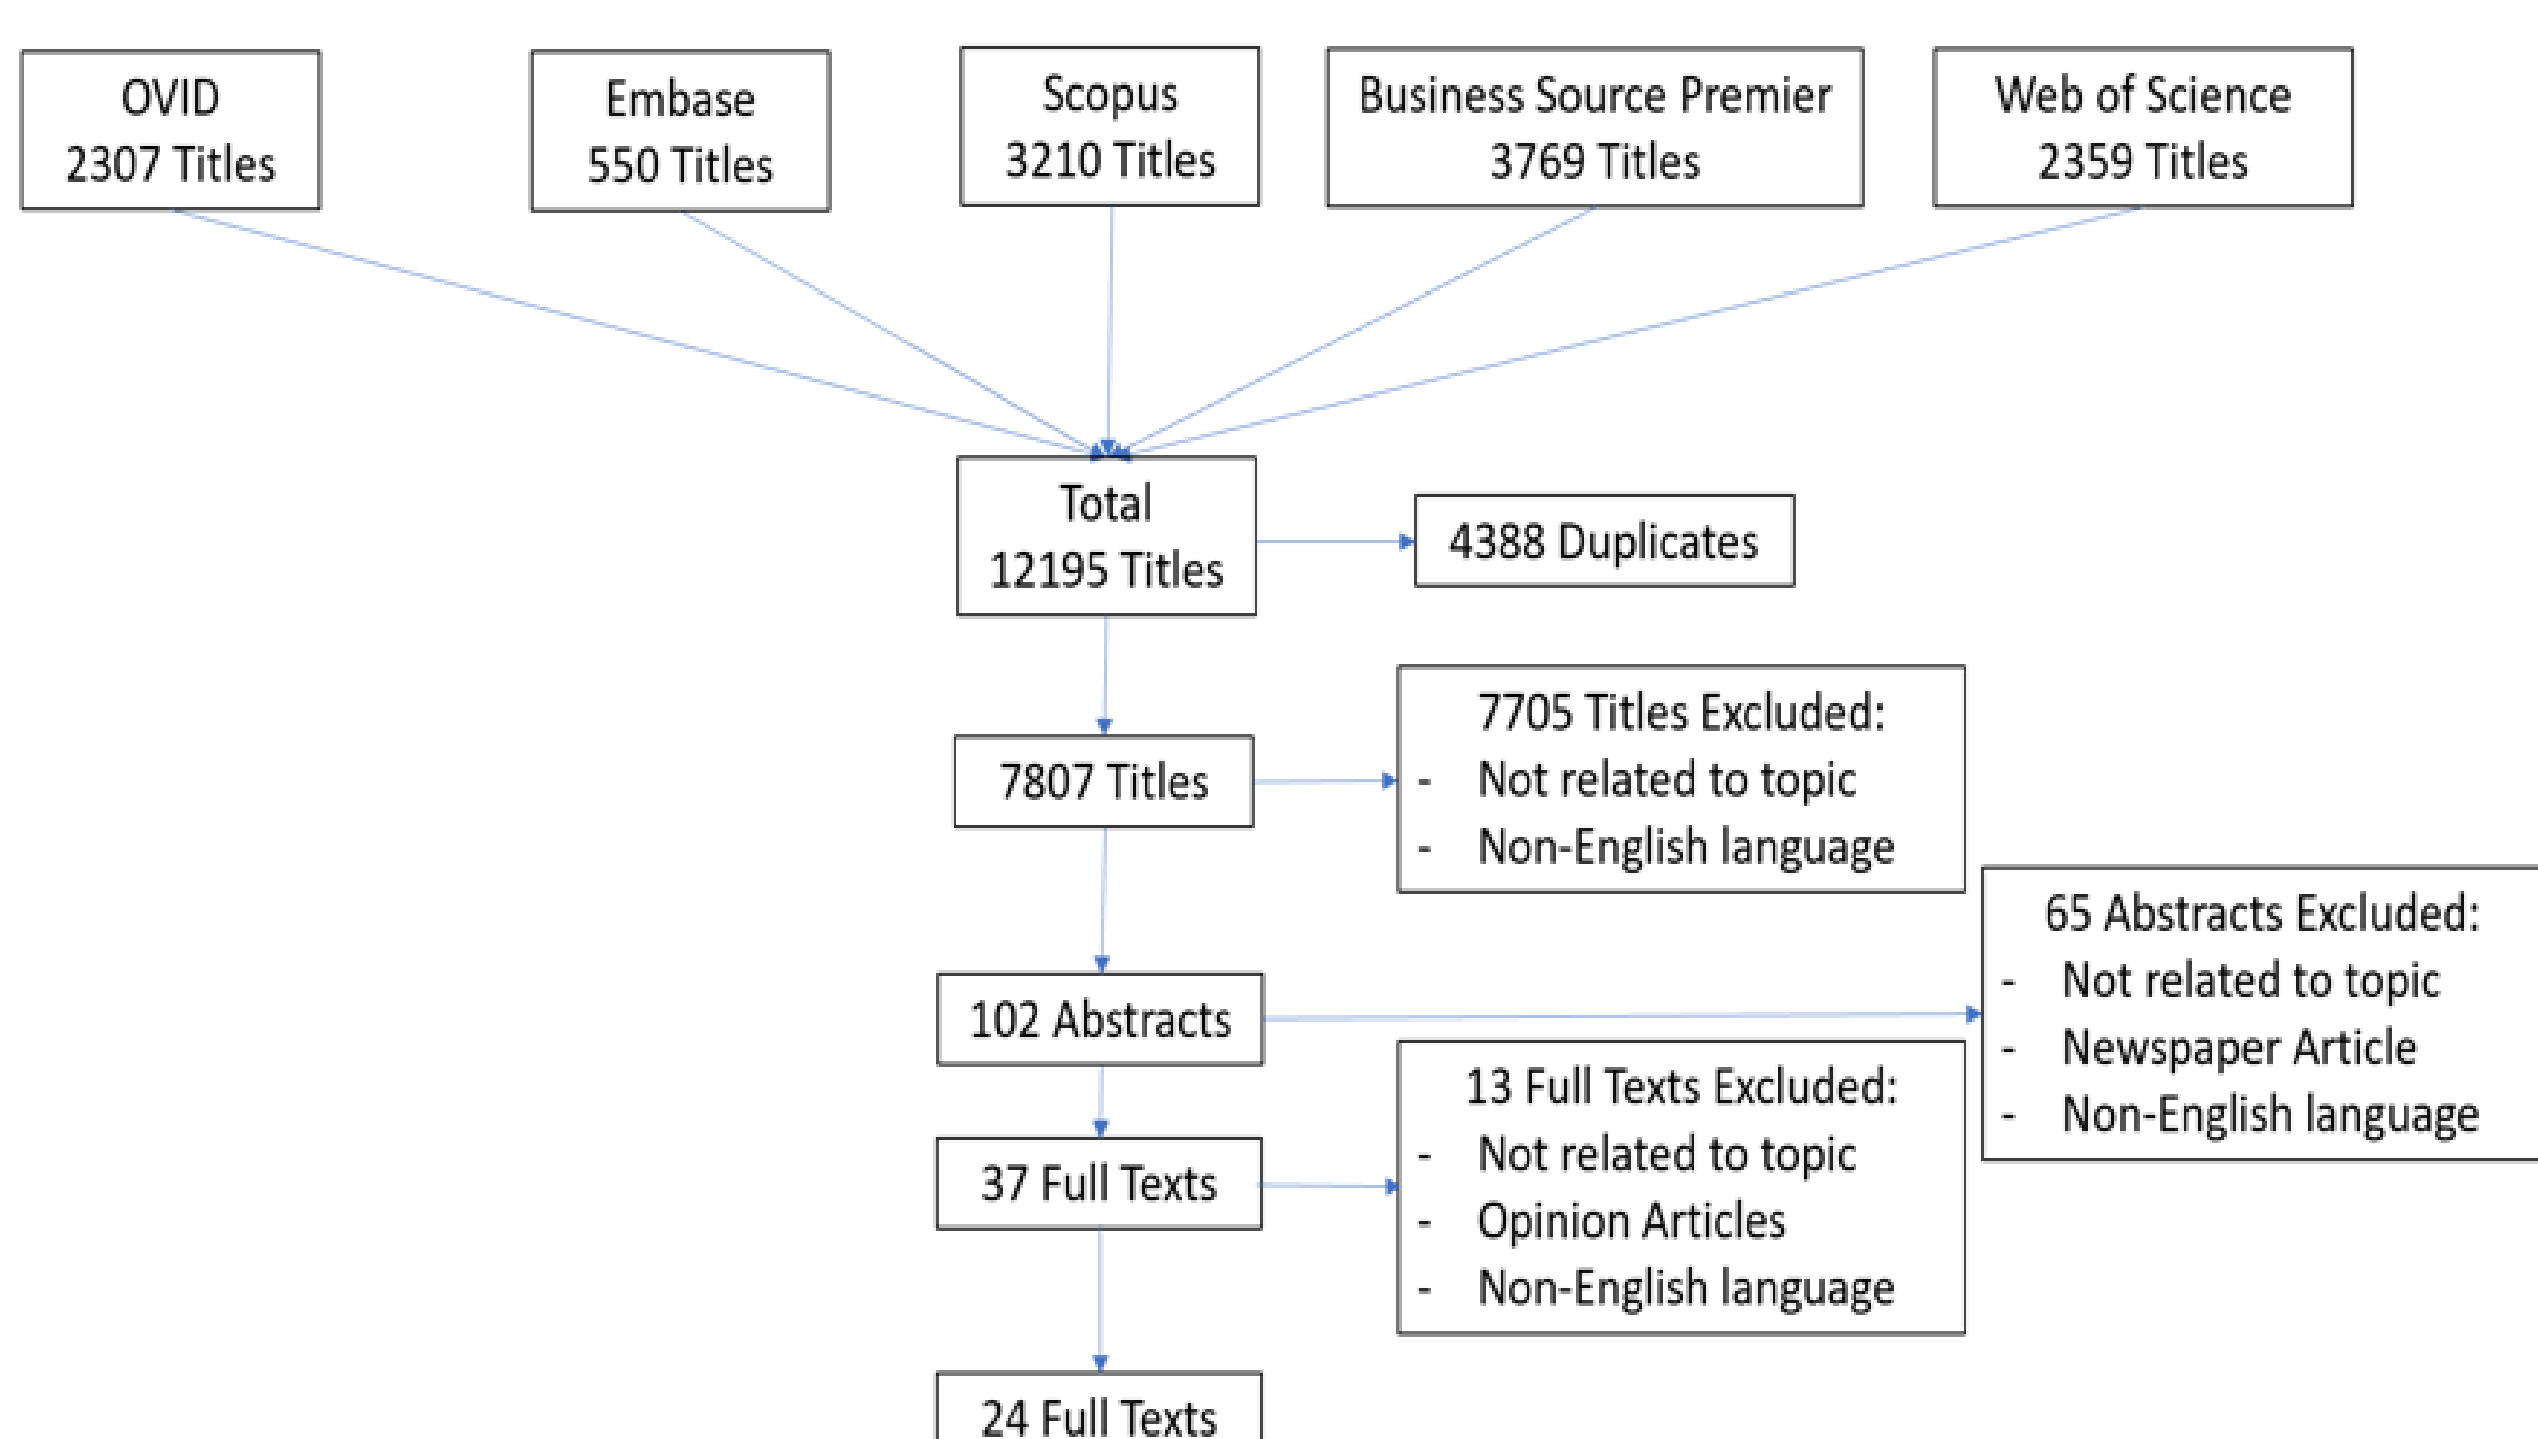 OVID
2307 Titles
Embase
550 Titles
Scopus
3210 Titles
Business Source Premier
3769 Titles
Web of Science
2359 Titles
Total
12195 Titles
4388 Duplicates
7807 Titles
7705 Titles Excluded:
- Not related to topic
- Non-English language
102 Abstracts
65 Abstracts Excluded:
- Not related to topic
- Newspaper Article
- Non-English language
37 Full Texts
13 Full Texts Excluded:
- Not related to topic
- Opinion Articles
- Non-English language
24 Full Texts